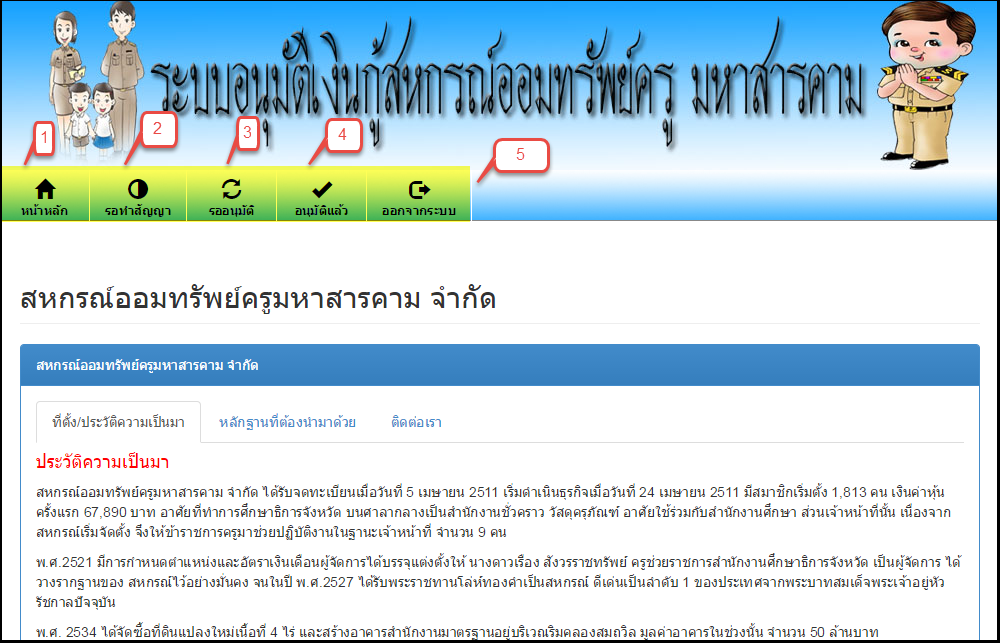 ระบบอนุมัติเงินกู้สหกรณ์ออมทรัพย์ครู มหาสารคาม
1 2 3 4 5
หน้าหลัก รอทำสัญญา รออนุมัติ อนุมัติแล้ว ออกจากระบบ
สหกรณ์ออมทรัพย์ครูมหาสารคาม จำกัด
สหกรณ์ออมทรัพย์ครูมหาสารคาม จำกัด
ที่ตั้ง/ประวัติความเป็นมา หลักฐานที่ต้องนำมาด้วย ติดต่อเรา
ประวัติความเป็นมา
สหกรณ์ออมทรัพย์ครูมหาสารคาม จำกัด ได้รับจดทะเบียนเมื่อวันที่ 5 เมษายน 2511 เริ่มดำเนินธุรกิจเมื่อวันที่ 24 เมษายน 2511 มีสมาชิกเริ่มตั้ง 1,813 คน เงินค่าหุ้น
ครั้งแรก 67,890 บาท อาศัยที่ทำการศึกษาธิการจังหวัด บนศาลากลางเป็นสำนักงานชั่วคราว วัสดุครุภัณฑ์ อาศัยใช้ร่วมกับสำนักงานศึกษา ส่วนเจ้าหน้าที่นั้น เนื่องจาก
สหกรณ์เริ่มจัดตั้ง จึงให้ข้าราชการครูมาช่วยปฏิบัติงานในฐานะเจ้าหน้าที่ จำนวน 9 คน
พ.ศ.2521 มีการกำหนดตำแหน่งและอัตราเงินเดือนผู้จัดการได้บรรจุแต่งตั้งให้ นางดาวเรือง สังวรราชทรัพย์ ครูช่วยราชการสำนักงานศึกษาธิการจังหวัด เป็นผู้จัดการ ได้
วางรากฐานของ สหกรณ์ไว้อย่างมั่นคง จนในปี พ.ศ.2527 ได้รับพระราชทานโล่ห์ทองคำเป็นสหกรณ์ ดีเด่นเป็นลำดับ 1 ของประเทศจากพระบาทสมเด็จพระเจ้าอยู่หัว
รัชกาลปัจจุบัน
พ.ศ. 2534 ได้จัดซื้อที่ดินแปลงใหม่เนื้อที่ 4 ไร่ และสร้างอาคารสำนักงานมาตรฐานอยู่บริเวณริมคลองสมถวิล มูลค่าอาคารในช่วงนั้น จำนวน 50 ล้านบาท